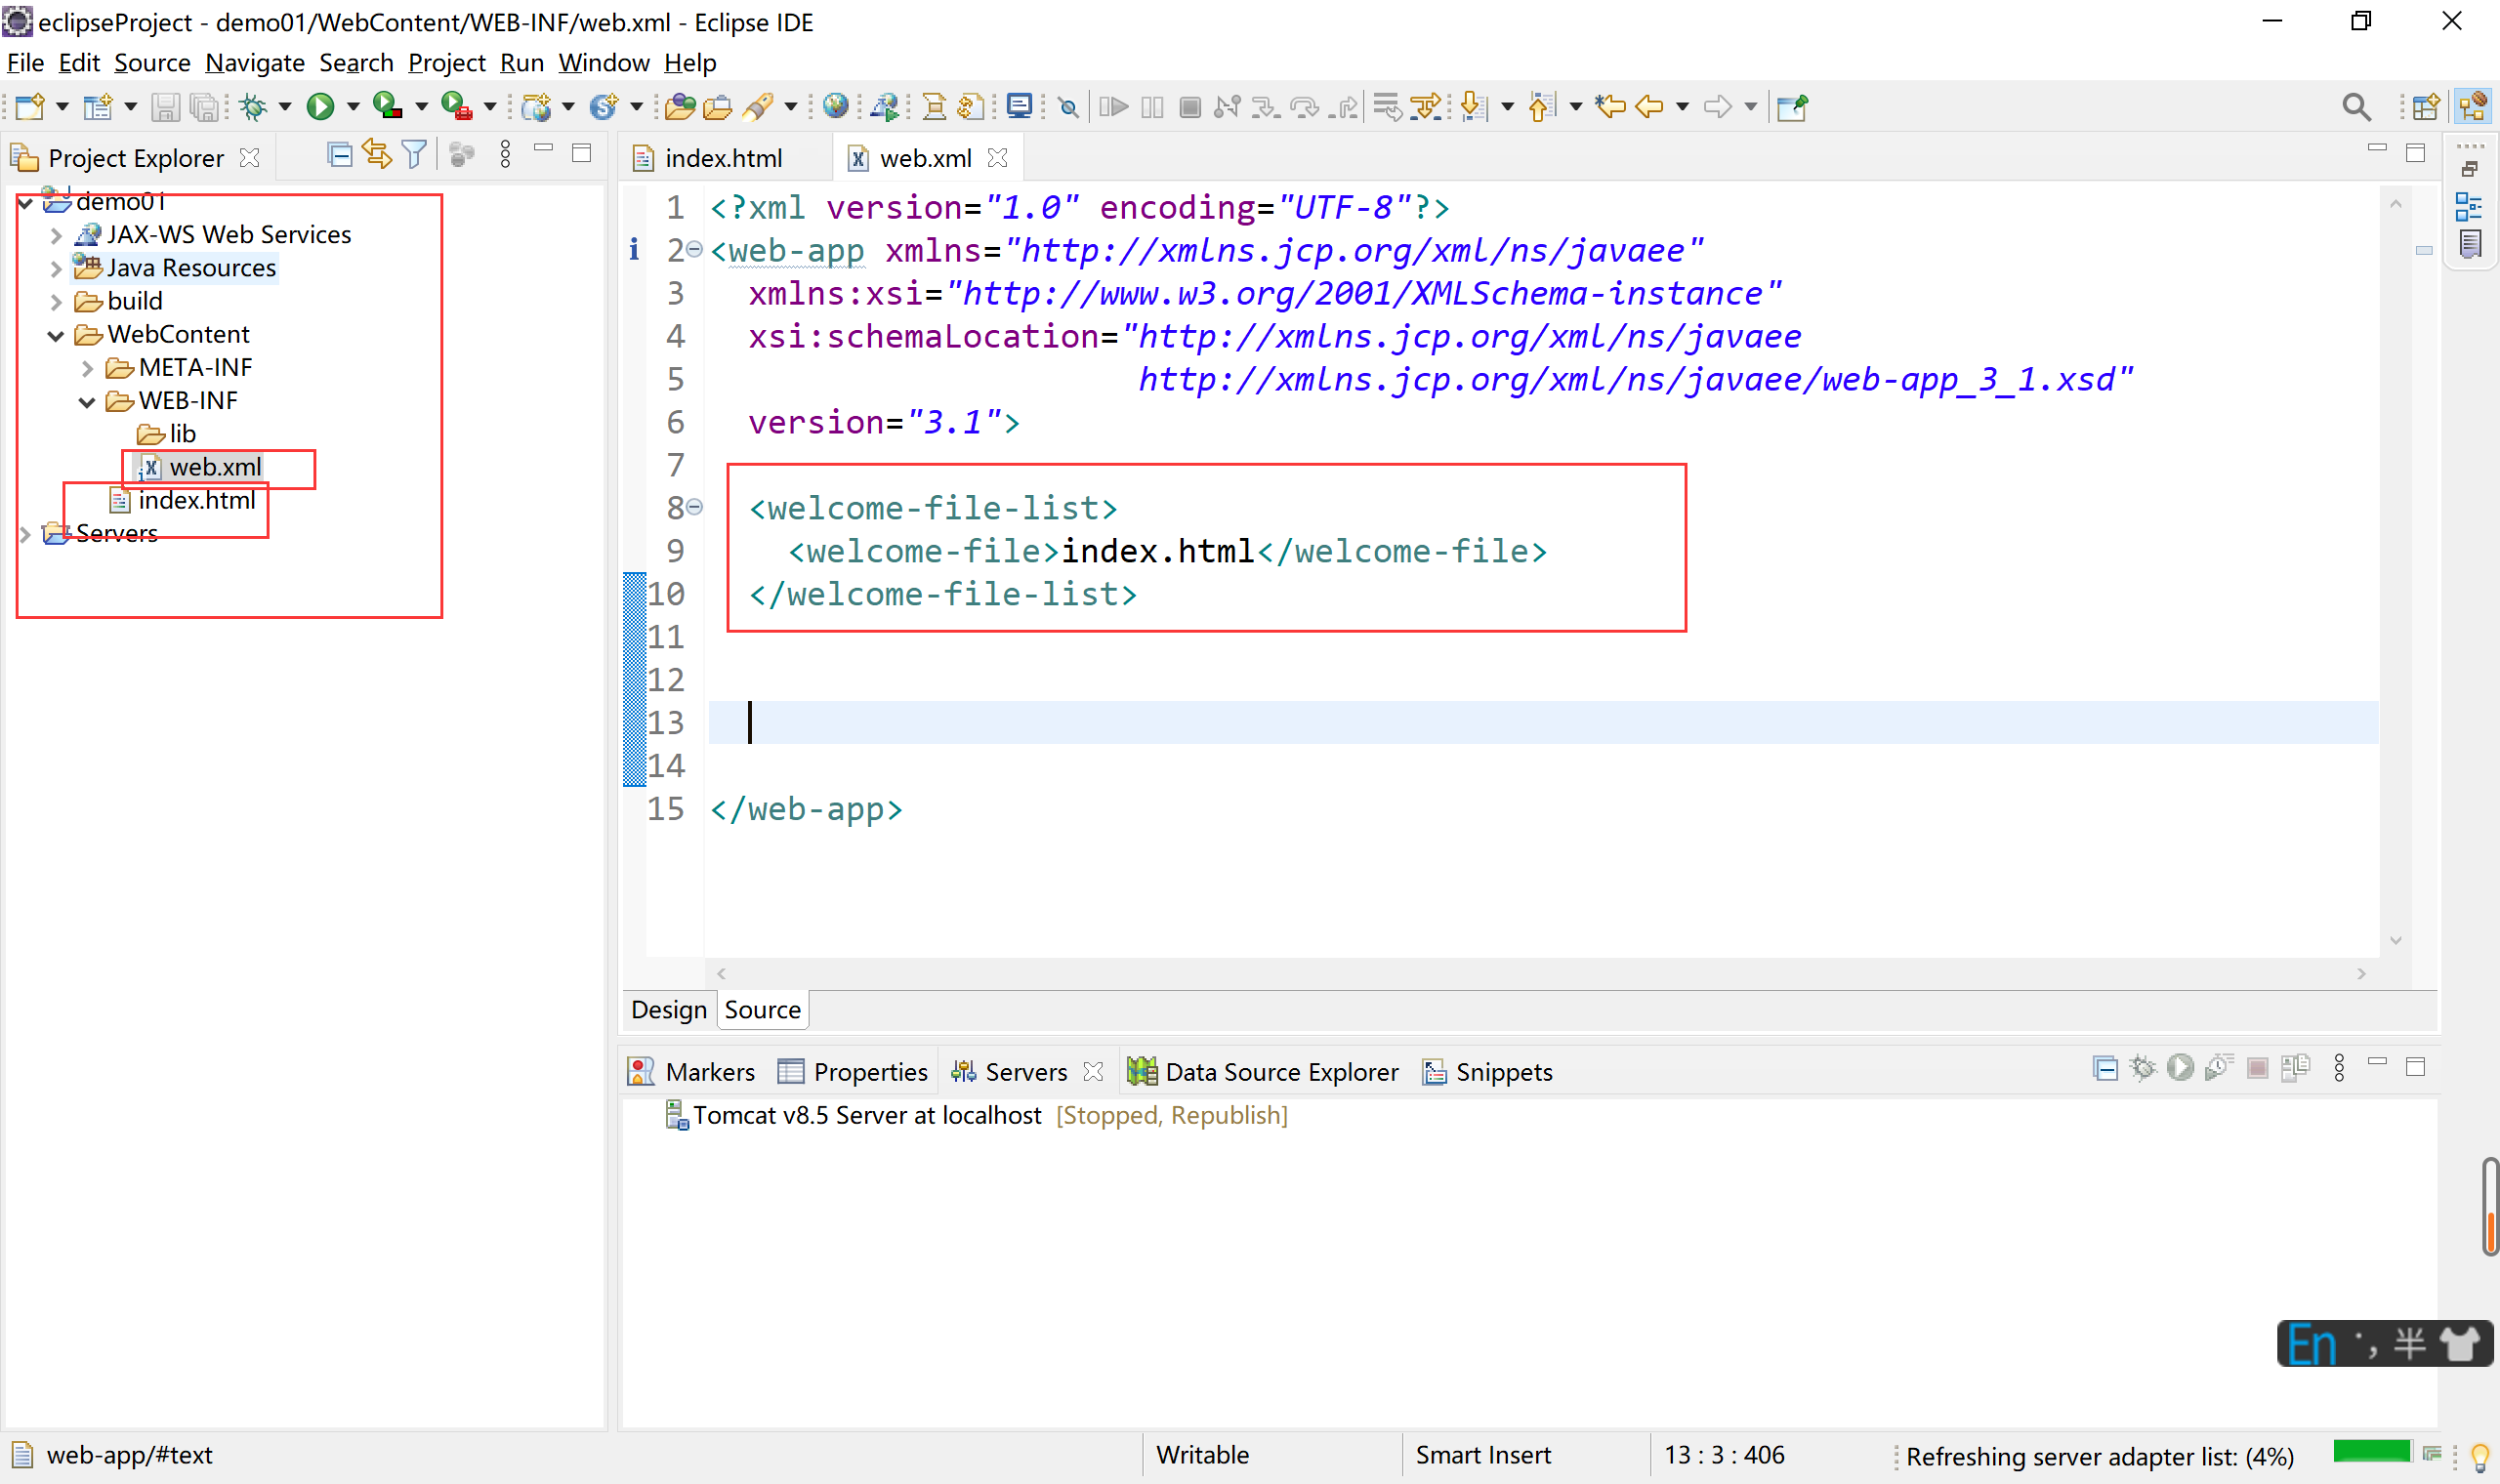 eclipseProject - demo01/WebContent/WEB-INF/web.xml - Eclipse IDE
File Edit Source Navigate Search Project Run Window Help
Project Explorer
demo01
JAX-WS Web Services
Java Resources
build
WebContent
META-INF
WEB-INF
lib
web.xml
index.html
Servers
index.html web.xml
1 <?xml version="1.0" encoding="UTF-8"?>
2 <web-app xmlns="http://xmlns.jcp.org/xml/ns/javaee"
3 xmlns:xsi="http://www.w3.org/2001/XMLSchema-instance"
4 xsi:schemaLocation="http://xmlns.jcp.org/xml/ns/javaee
5 http://xmlns.jcp.org/xml/ns/javaee/web-app_3_1.xsd"
6 version="3.1">
7
8 <welcome-file-list>
9 <welcome-file>index.html</welcome-file>
10 </welcome-file-list>
11
12
13
14
15 </web-app>
Design Source
Markers Properties Servers Data Source Explorer Snippets
Tomcat v8.5 Server at localhost [Stopped, Republish]
En ·, 半
web-app/#text Writable Smart Insert 13 : 3 : 406 Refreshing server adapter list: (4%)